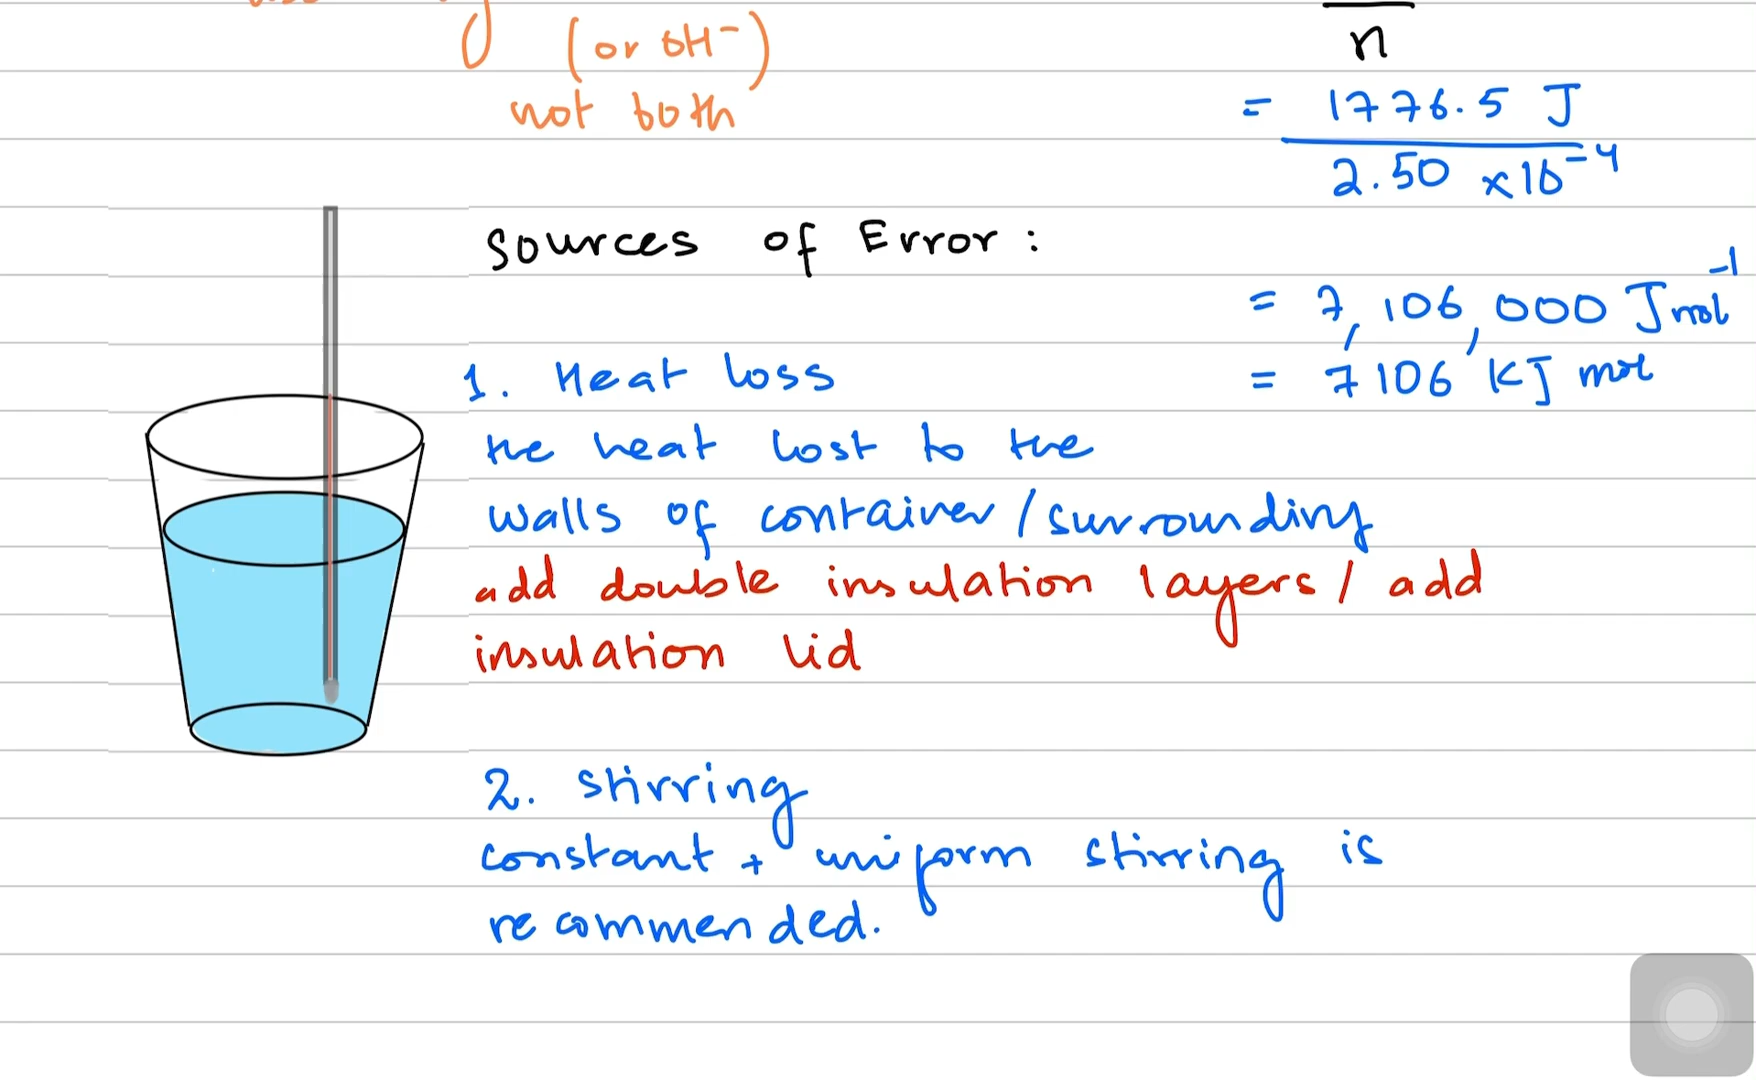 (or OH⁻)
not both
n
= 1776.5 J
2.50 ×10⁻⁴
Sources of Error :
= 7,106,000 Jmol⁻¹
1. Heat loss
= 7106 KJ mol
the heat lost to the
walls of container / surrounding
add double insulation layers / add
insulation lid
2. Stirring
constant + uniform stirring is
recommended.